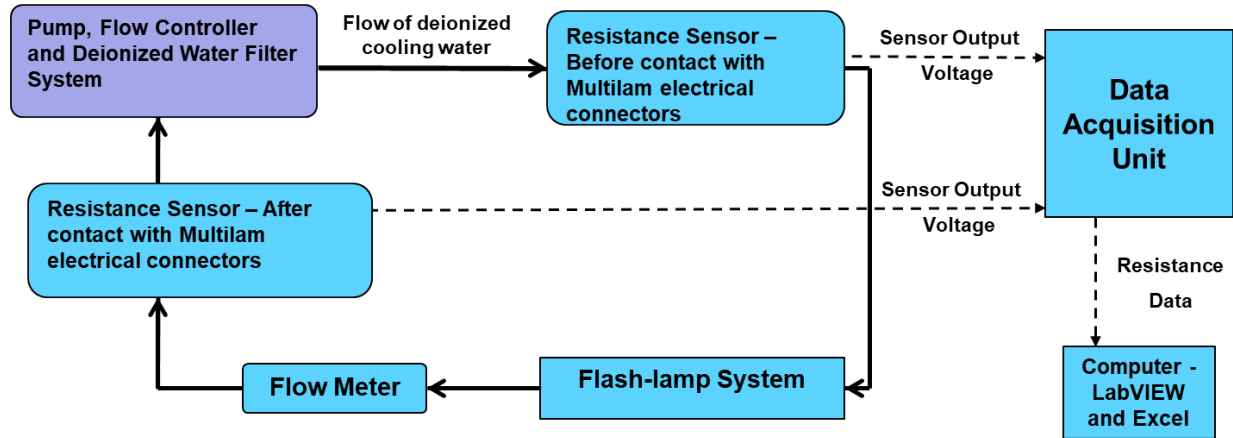 Pump, Flow Controller
and Deionized Water Filter
System
Flow of deionized
cooling water
Resistance Sensor – 
Before contact with
Multilam electrical
connectors
Sensor Output
Voltage
Data
Acquisition
Unit
Resistance Sensor – After
contact with Multilam
electrical connectors
Sensor Output
Voltage
Resistance
Data
Flow Meter
Flash-lamp System
Computer -
LabVIEW
and Excel